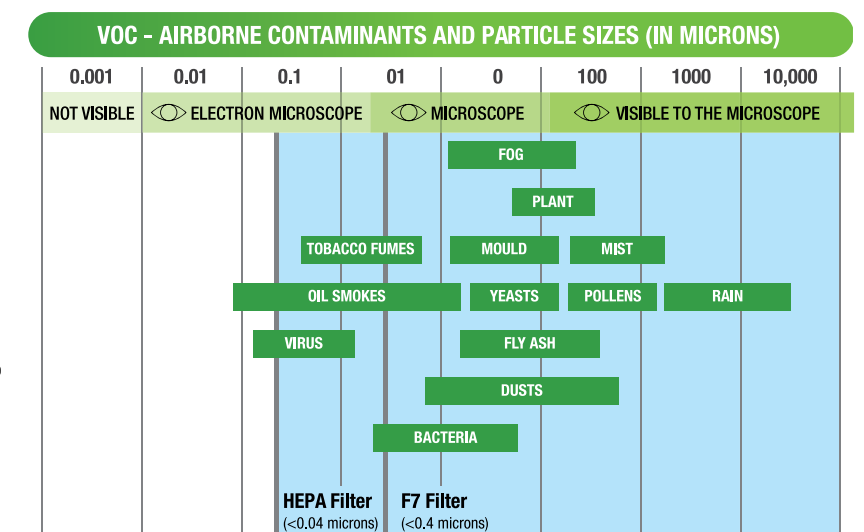 VOC - AIRBORNE CONTAMINANTS AND PARTICLE SIZES (IN MICRONS)
0.001 0.01 0.1 01 0 100 1000 10,000
NOT VISIBLE ELECTRON MICROSCOPE MICROSCOPE VISIBLE TO THE MICROSCOPE
FOG
PLANT
TOBACCO FUMES MOULD MIST
OIL SMOKES YEASTS POLLENS RAIN
VIRUS FLY ASH
DUSTS
BACTERIA
HEPA Filter F7 Filter
(<0.04 microns) (<0.4 microns)